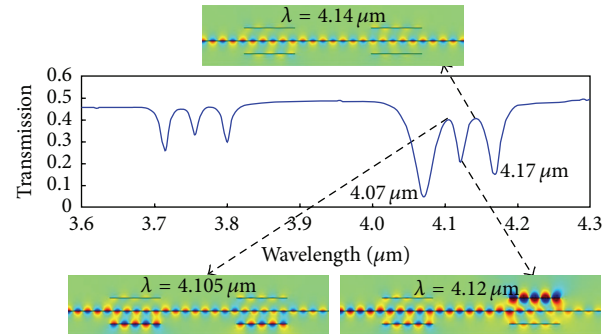 λ = 4.14 μm
Transmission
0.6
0.5
0.4
0.3
0.2
0.1
0
4.07 μm
4.17 μm
3.6 3.7 3.8 3.9 4.0 4.1 4.2 4.3
Wavelength (μm)
λ = 4.105 μm
λ = 4.12 μm